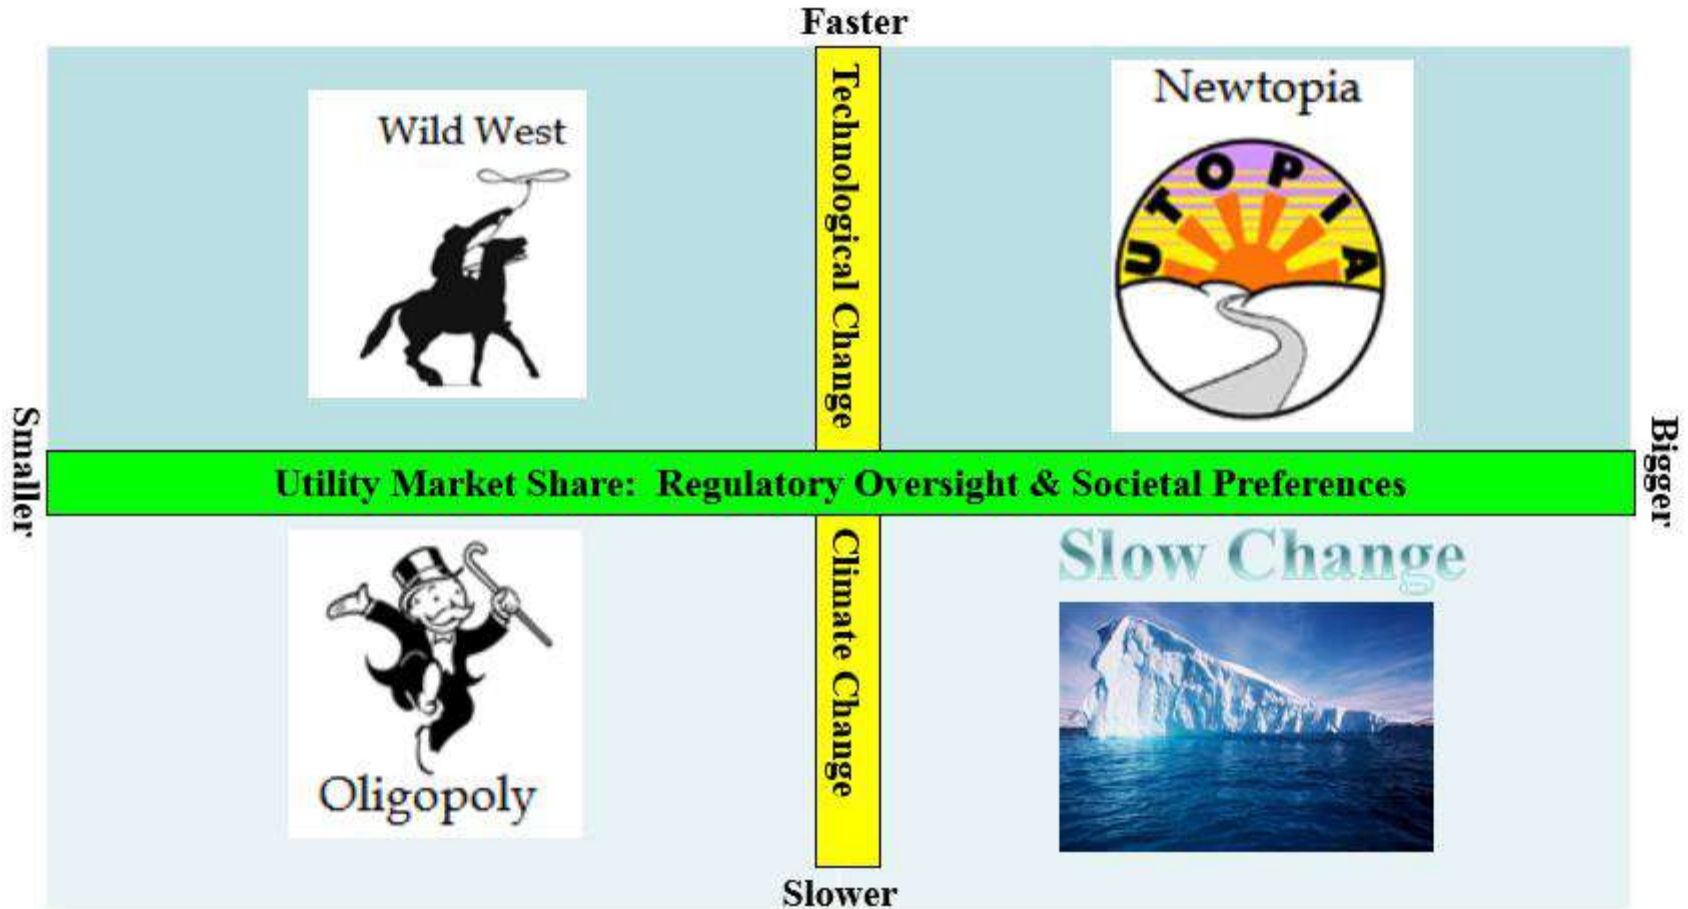 Faster
Wild West
Newtopia
UTOPIA
Technological Change
Smaller
Utility Market Share: Regulatory Oversight & Societal Preferences
Bigger
Climate Change
Slow Change
Oligopoly
Slower